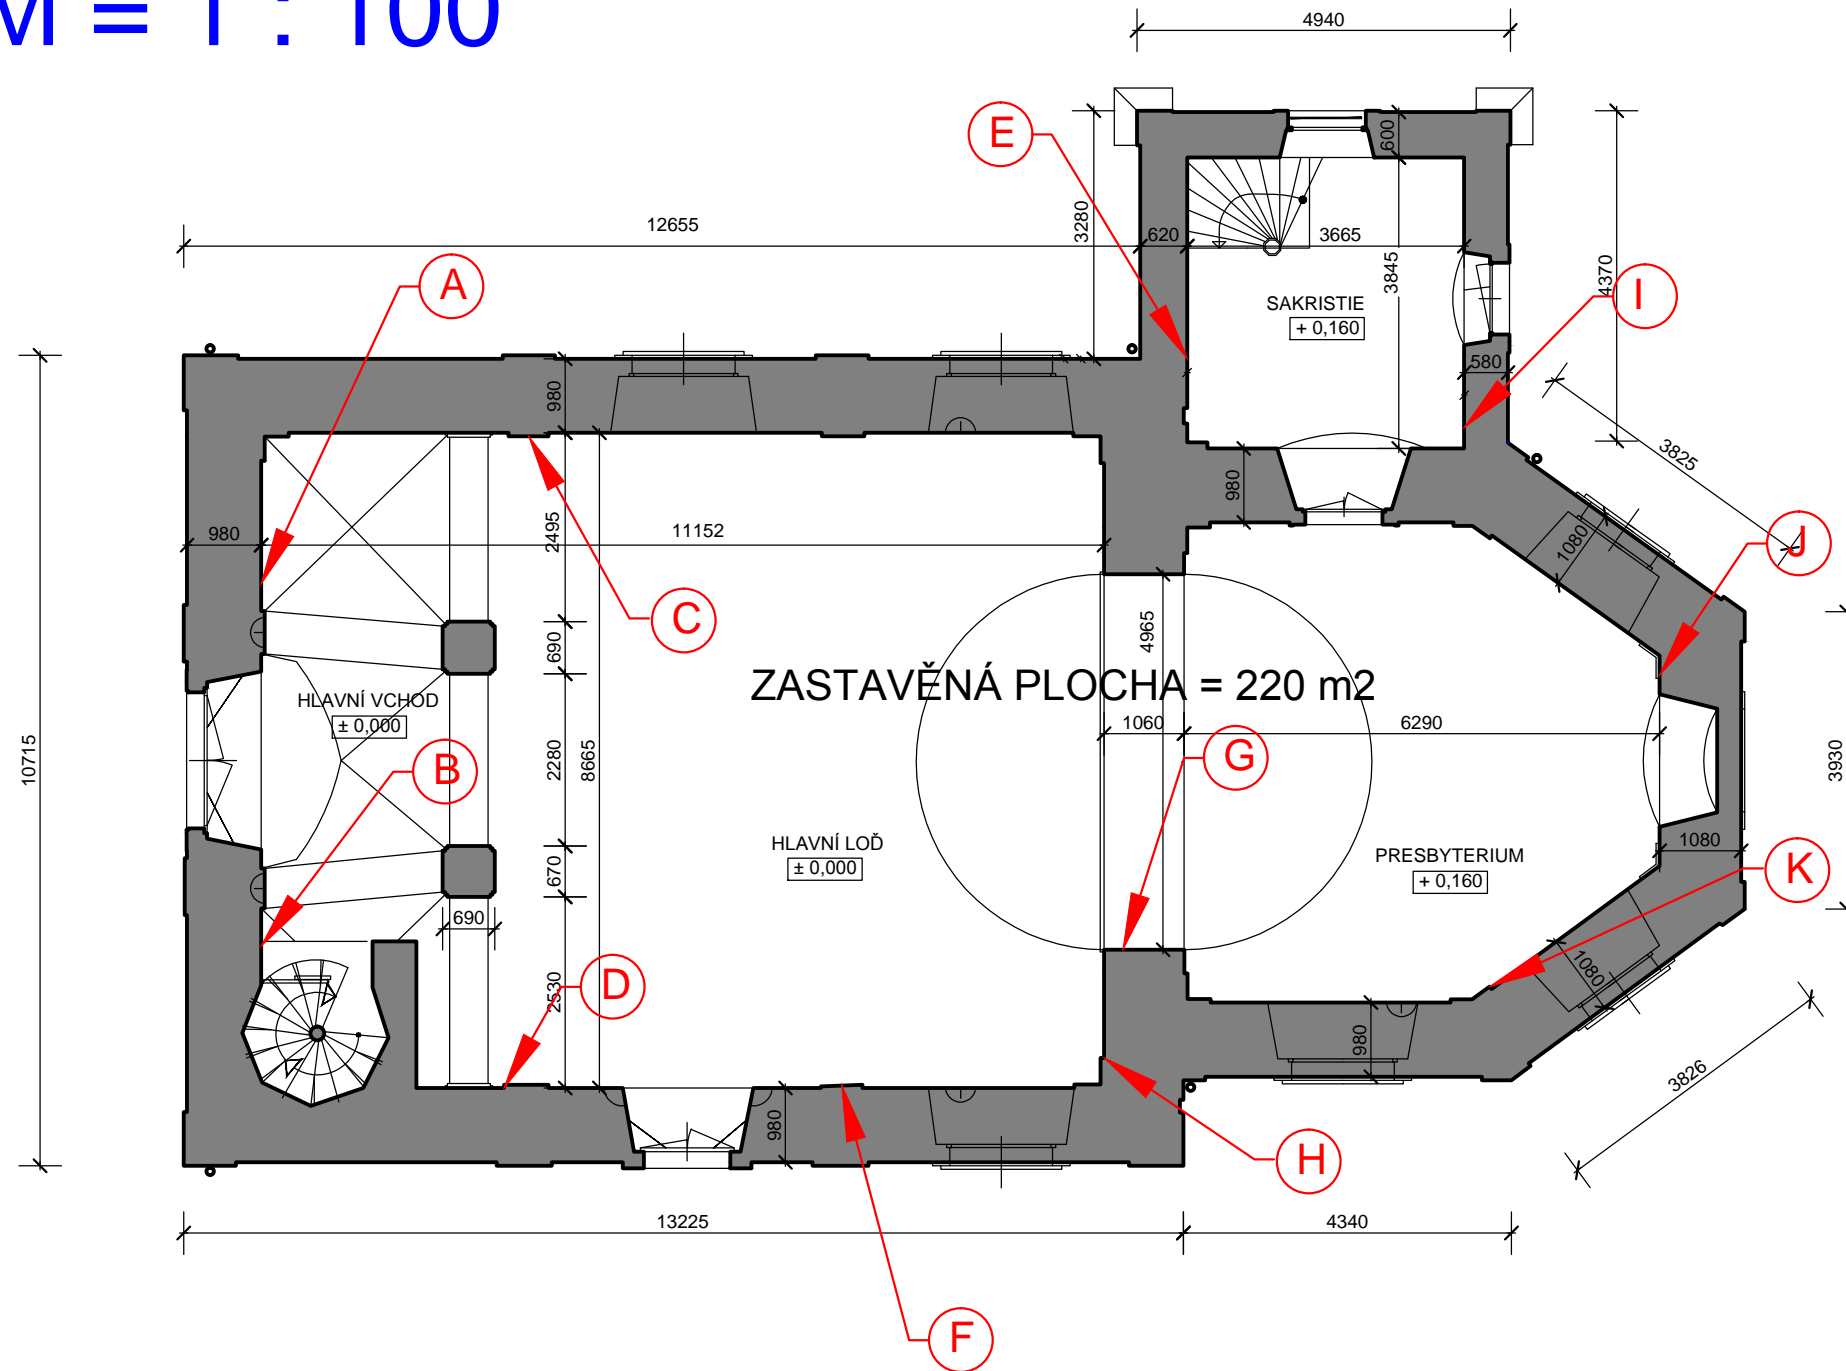 M = 1 : 100
4940
E
600
12655
3280
620
3665
3845
4370
A
SAKRISTIE
+ 0,160
I
580
980
3825
980
2495
980
11152
1080
J
C
690
4965
ZASTAVĚNÁ PLOCHA = 220 m2
HLAVNÍ VCHOD
± 0,000
1060
6290
10715
B
2280
8665
G
3930
HLAVNÍ LOĎ
± 0,000
1080
PRESBYTERIUM
+ 0,160
K
670
690
D
2530
1080
980
980
3826
H
13225
4340
F